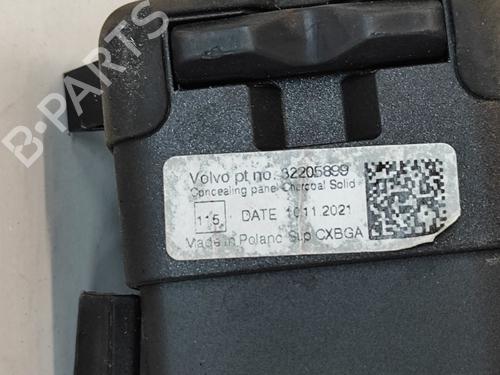 B-PARTS
Volvo pt no. 32205899
Concealing panel Charcoal Solid
115 DATE 10.11.2021
Made in Poland Sup CXBGA